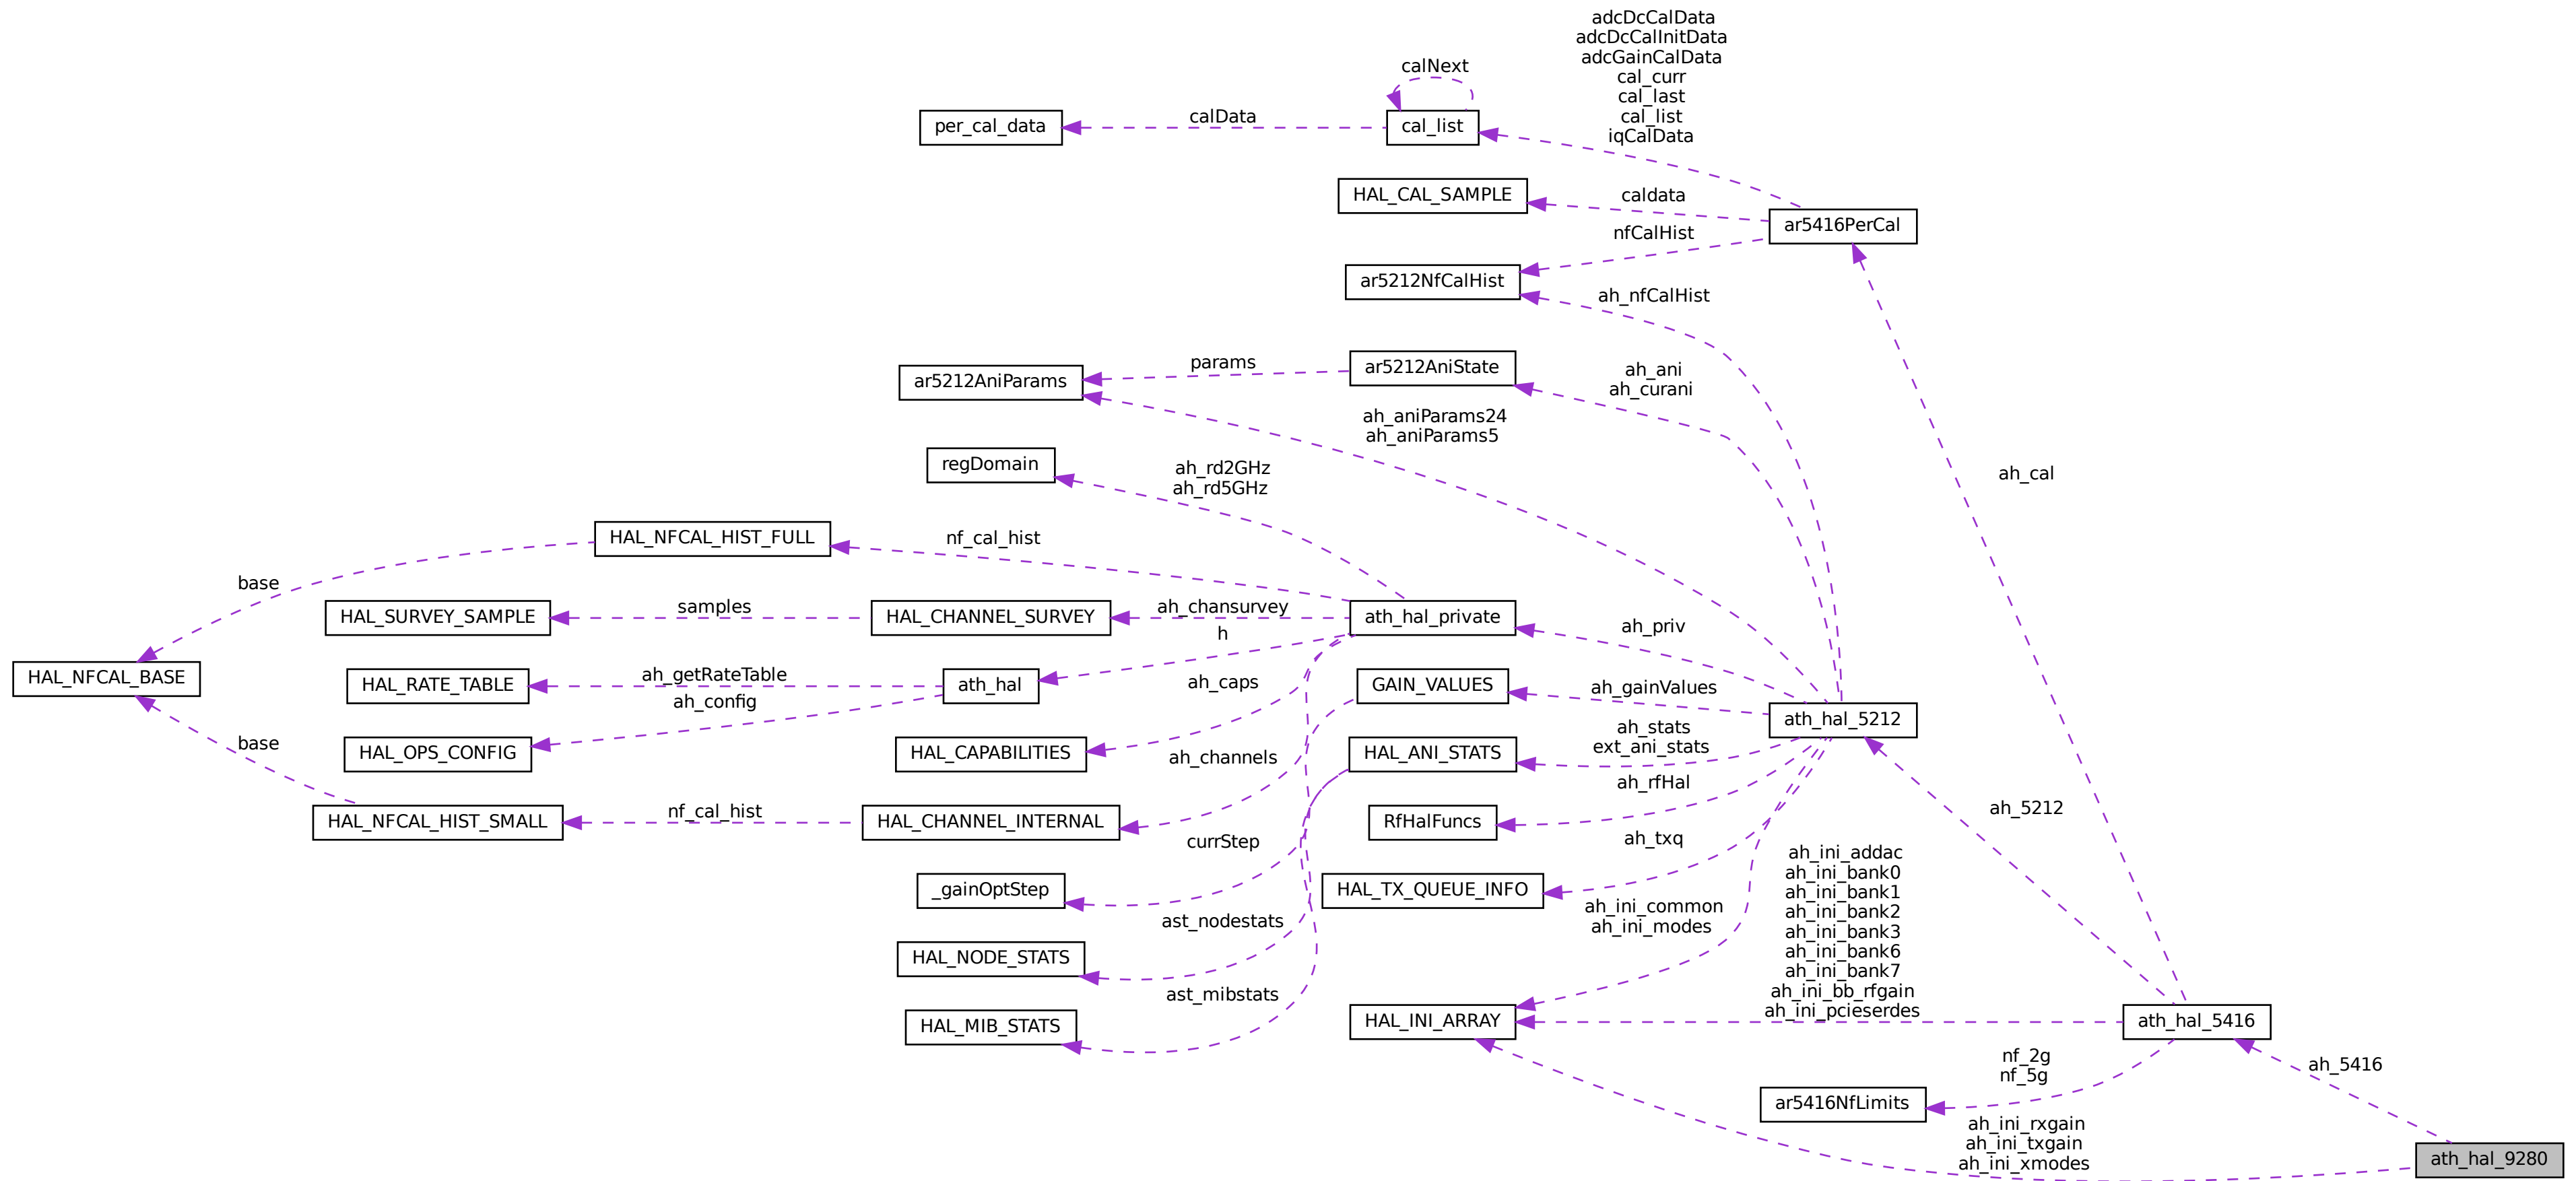 adcDcCalData
adcDcCalInitData
adcGainCalData
cal_curr
cal_last
cal_list
iqCalData
calNext
per_cal_data
calData
cal_list
HAL_CAL_SAMPLE
caldata
ar5416PerCal
nfCalHist
ar5212NfCalHist
ah_nfCalHist
ar5212AniParams
params
ar5212AniState
ah_ani
ah_curani
ah_aniParams24
ah_aniParams5
regDomain
ah_rd2GHz
ah_rd5GHz
ah_cal
HAL_NFCAL_HIST_FULL
nf_cal_hist
base
HAL_SURVEY_SAMPLE
samples
HAL_CHANNEL_SURVEY
ah_chansurvey
ath_hal_private
ah_priv
h
HAL_NFCAL_BASE
HAL_RATE_TABLE
ah_getRateTable
ah_config
ath_hal
ah_caps
GAIN_VALUES
ah_gainValues
ath_hal_5212
base
HAL_OPS_CONFIG
HAL_CAPABILITIES
ah_channels
HAL_ANI_STATS
ah_stats
ext_ani_stats
ah_rfHal
HAL_NFCAL_HIST_SMALL
nf_cal_hist
HAL_CHANNEL_INTERNAL
RfHalFuncs
ah_5212
currStep
ah_txq
_gainOptStep
HAL_TX_QUEUE_INFO
ah_ini_addac
ah_ini_bank0
ah_ini_bank1
ah_ini_bank2
ah_ini_bank3
ah_ini_bank6
ah_ini_bank7
ah_ini_bb_rfgain
ah_ini_pcieserdes
ast_nodestats
ah_ini_common
ah_ini_modes
HAL_NODE_STATS
ast_mibstats
HAL_MIB_STATS
HAL_INI_ARRAY
ath_hal_5416
nf_2g
nf_5g
ah_5416
ar5416NfLimits
ah_ini_rxgain
ah_ini_txgain
ah_ini_xmodes
ath_hal_9280